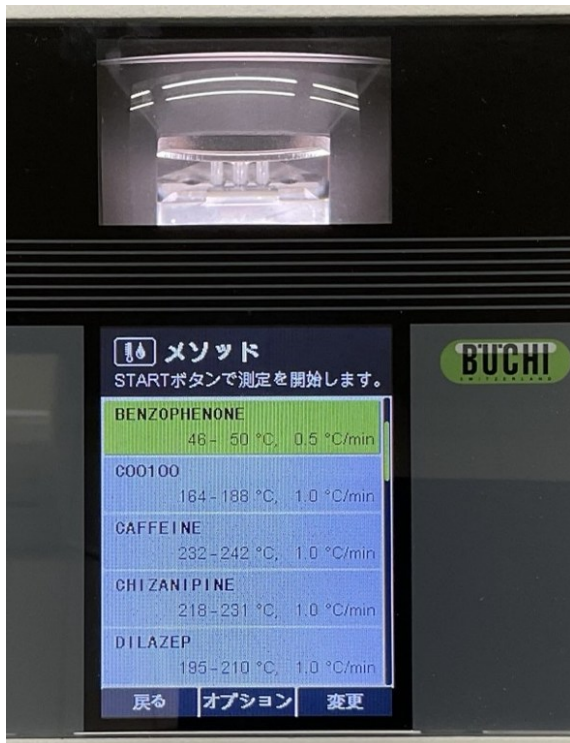 メソッド
STARTボタンで測定を開始します。
BÜCHI
SWITZERLAND
BENZOPHENONE
46- 50 °C, 0.5 °C/min
COO100
164-188 °C, 1.0 °C/min
CAFFEINE
232-242 °C, 1.0 °C/min
CHIZANIPINE
218-231 °C, 1.0 °C/min
DILAZEP
195-210 °C, 1.0 °C/min
戻る オプション 変更